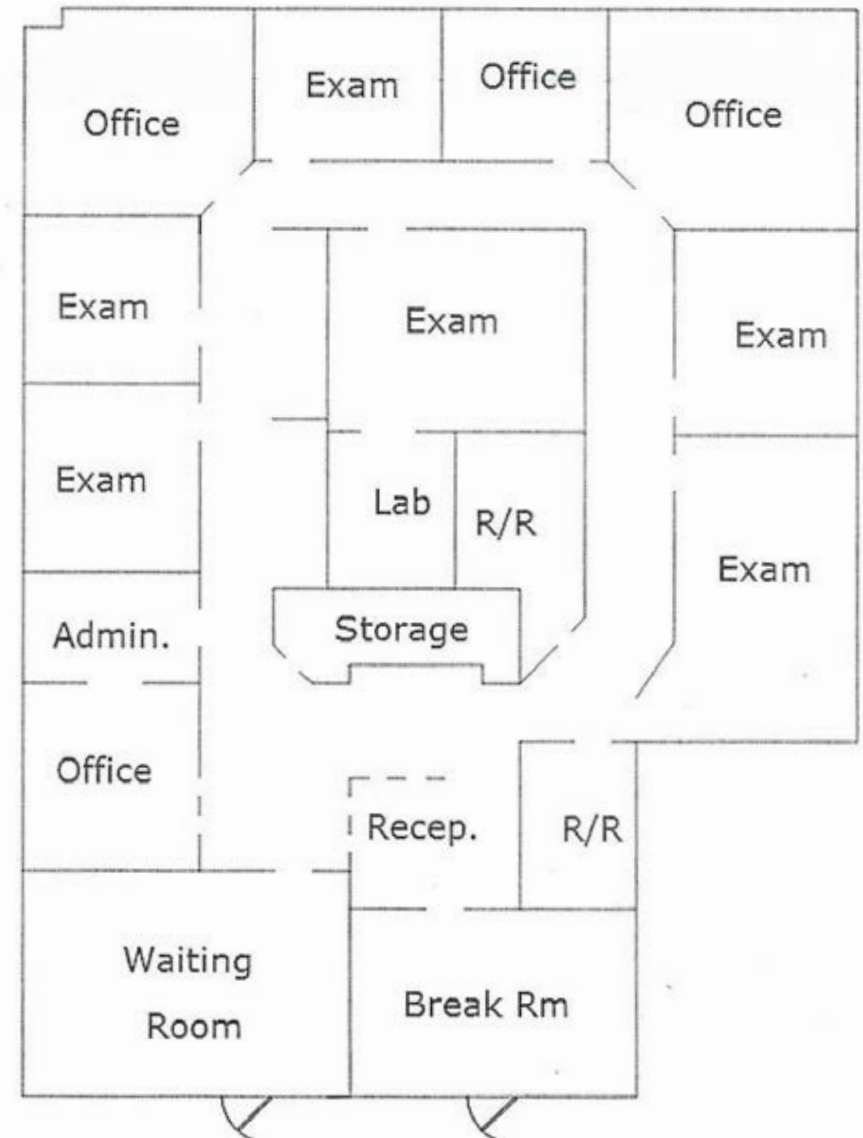 Office
Exam
Office
Office
Exam
Exam
Exam
Exam
Lab
R/R
Exam
Admin.
Storage
Office
Recep.
R/R
Waiting
Room
Break Rm